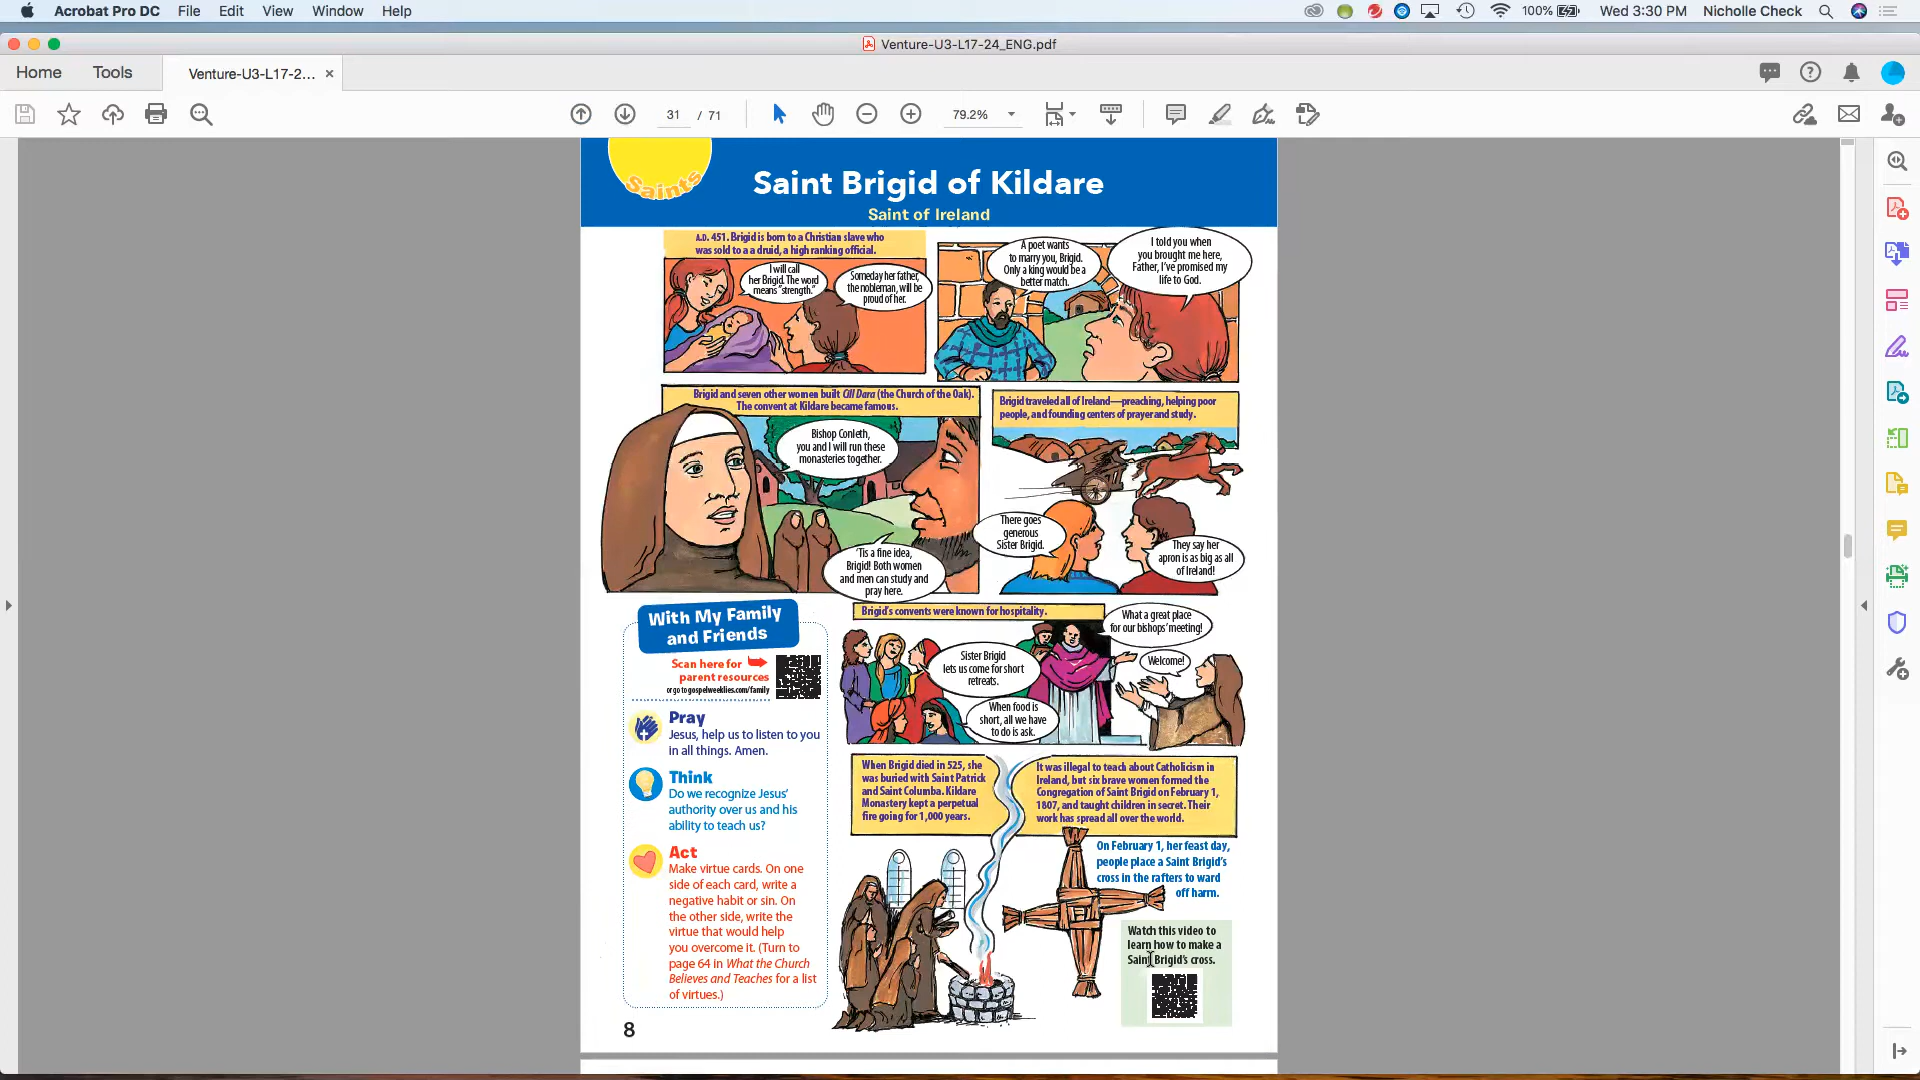 Acrobat Pro DC File Edit View Window Help
100% Wed 3:30 PM Nicholle Check
Venture-U3-L17-24_ENG.pdf
Home Tools Venture-U3-L17-2... ×
31 / 71 79.2%
Saints
Saint Brigid of Kildare
Saint of Ireland
A.D. 451. Brigid is born to a Christian slave who
was sold to a a druid, a high ranking official.
I will call
her Brigid. The word
means "strength."
Someday her father,
the nobleman, will be
proud of her.
A poet wants
to marry you, Brigid.
Only a king would be a
better match.
I told you when
you brought me here,
Father, I've promised my
life to God.
Brigid and seven other women built Cill Dara (the Church of the Oak).
The convent at Kildare became famous.
Bishop Conleth,
you and I will run these
monasteries together.
'Tis a fine idea,
Brigid! Both women
and men can study and
pray here.
Brigid traveled all of Ireland—preaching, helping poor
people, and founding centers of prayer and study.
There goes
generous
Sister Brigid.
They say her
apron is as big as all
of Ireland!
Brigid's convents were known for hospitality.
Sister Brigid
lets us come for short
retreats.
When food is
short, all we have
to do is ask.
What a great place
for our bishops' meeting!
Welcome!
When Brigid died in 525, she
was buried with Saint Patrick
and Saint Columba. Kildare
Monastery kept a perpetual
fire going for 1,000 years.
It was illegal to teach about Catholicism in
Ireland, but six brave women formed the
Congregation of Saint Brigid on February 1,
1807, and taught children in secret. Their
work has spread all over the world.
On February 1, her feast day,
people place a Saint Brigid's
cross in the rafters to ward
off harm.
Watch this video to
learn how to make a
Saint Brigid's cross.
With My Family
and Friends
Scan here for
parent resources
or go to gospelweeklies.com/family
Pray
Jesus, help us to listen to you
in all things. Amen.
Think
Do we recognize Jesus'
authority over us and his
ability to teach us?
Act
Make virtue cards. On one
side of each card, write a
negative habit or sin. On
the other side, write the
virtue that would help
you overcome it. (Turn to
page 64 in What the Church
Believes and Teaches for a list
of virtues.)
8